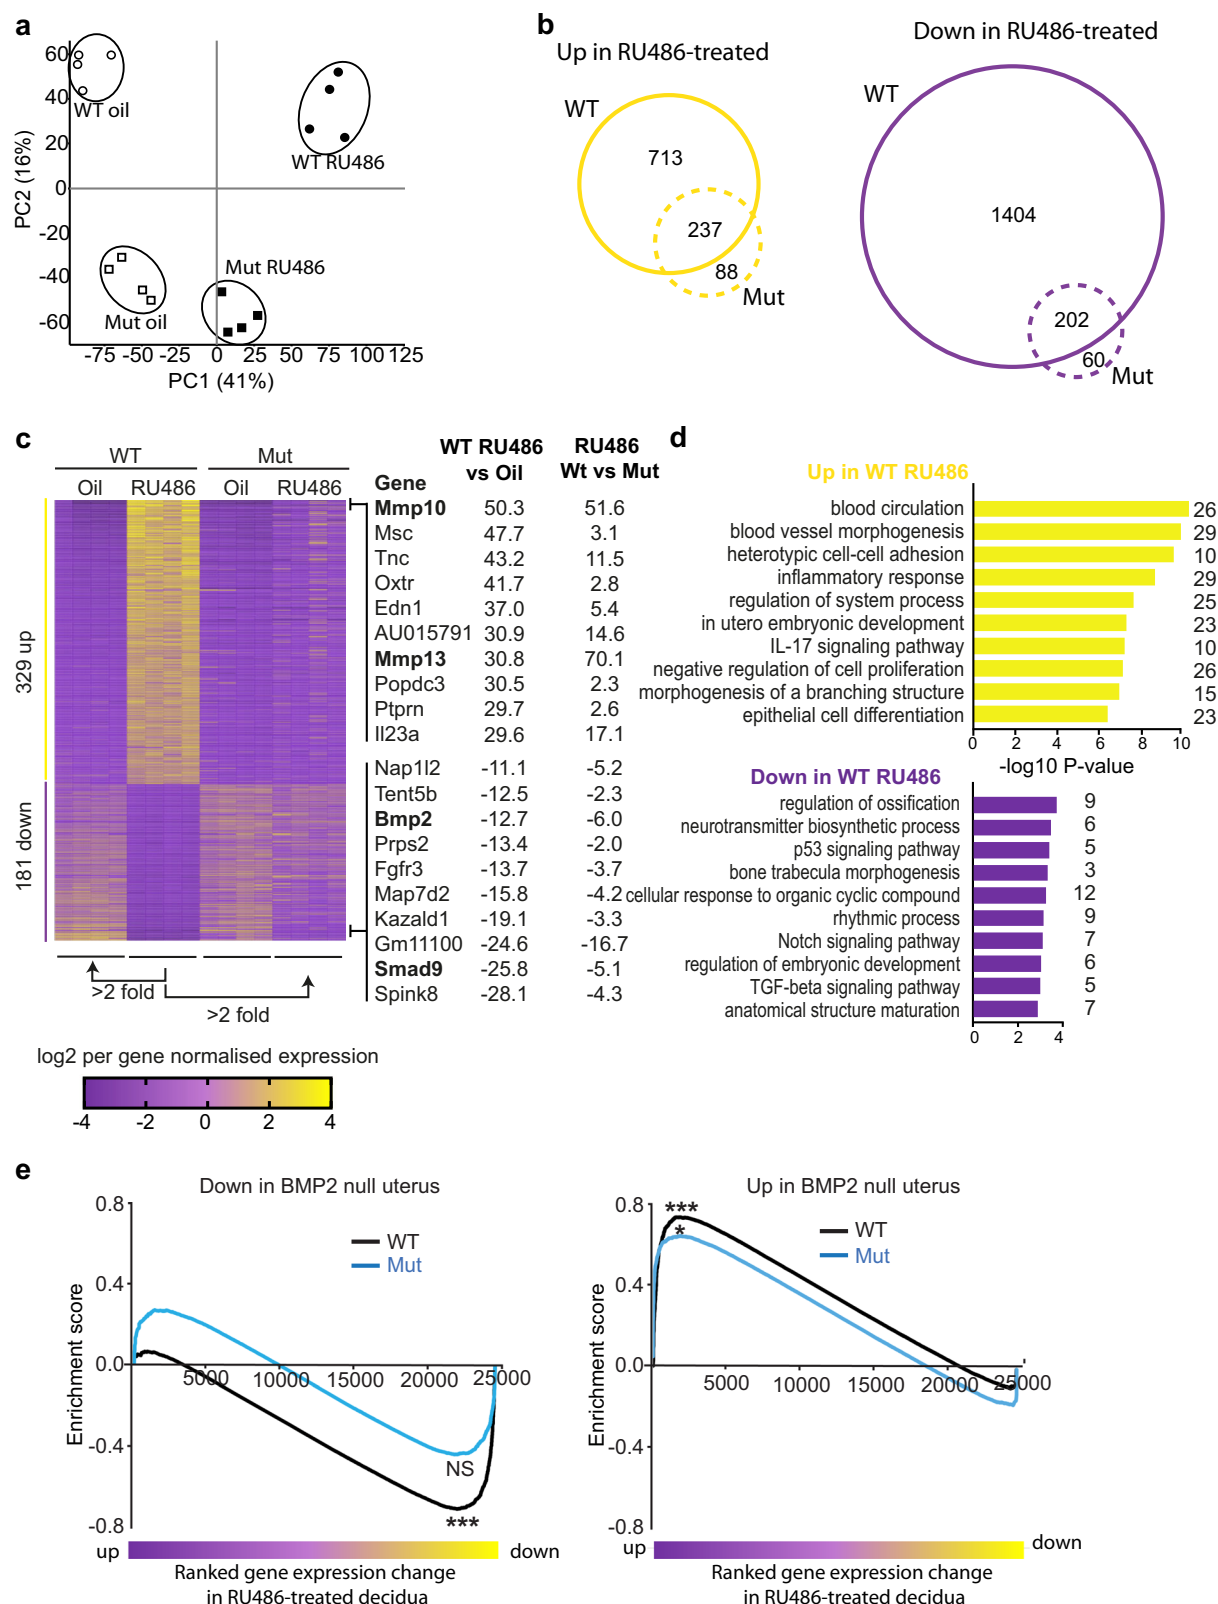 a
60
40
20
0
-20
-40
-60
PC2 (16%)
WT oil
WT RU486
Mut oil
Mut RU486
-75 -50 -25 0 25 50 75 100 125
PC1 (41%)
b
Up in RU486-treated
WT
713
237
88
Mut
Down in RU486-treated
WT
1404
202
60
Mut
c
WT Mut
Oil RU486 Oil RU486
329 up
181 down
>2 fold
>2 fold
Gene WT RU486 vs Oil RU486 Wt vs Mut
Mmp10 50.3 51.6
Msc 47.7 3.1
Tnc 43.2 11.5
Oxtr 41.7 2.8
Edn1 37.0 5.4
AU015791 30.9 14.6
Mmp13 30.8 70.1
Popdc3 30.5 2.3
Ptprn 29.7 2.6
Il23a 29.6 17.1
Nap1l2 -11.1 -5.2
Tent5b -12.5 -2.3
Bmp2 -12.7 -6.0
Prps2 -13.4 -2.0
Fgfr3 -13.7 -3.7
Map7d2 -15.8 -4.2
Kazald1 -19.1 -3.3
Gm11100 -24.6 -16.7
Smad9 -25.8 -5.1
Spink8 -28.1 -4.3
log2 per gene normalised expression
-4 -2 0 2 4
d
Up in WT RU486
blood circulation 26
blood vessel morphogenesis 29
heterotypic cell-cell adhesion 10
inflammatory response 29
regulation of system process 25
in utero embryonic development 23
IL-17 signaling pathway 10
negative regulation of cell proliferation 26
morphogenesis of a branching structure 15
epithelial cell differentiation 23
0 2 4 6 8 10
-log10 P-value
Down in WT RU486
regulation of ossification 9
neurotransmitter biosynthetic process 6
p53 signaling pathway 5
bone trabecula morphogenesis 3
cellular response to organic cyclic compound 12
rhythmic process 9
Notch signaling pathway 7
regulation of embryonic development 6
TGF-beta signaling pathway 5
anatomical structure maturation 7
0 2 4
e
Down in BMP2 null uterus
0.8
0.4
0.0
-0.4
-0.8
Enrichment score
WT
Mut
5000 10000 15000 20000 25000
NS
***
up down
Ranked gene expression change
in RU486-treated decidua
Up in BMP2 null uterus
0.8
0.4
0.0
-0.4
-0.8
Enrichment score
***
*
WT
Mut
5000 10000 15000 20000 25000
up down
Ranked gene expression change
in RU486-treated decidua